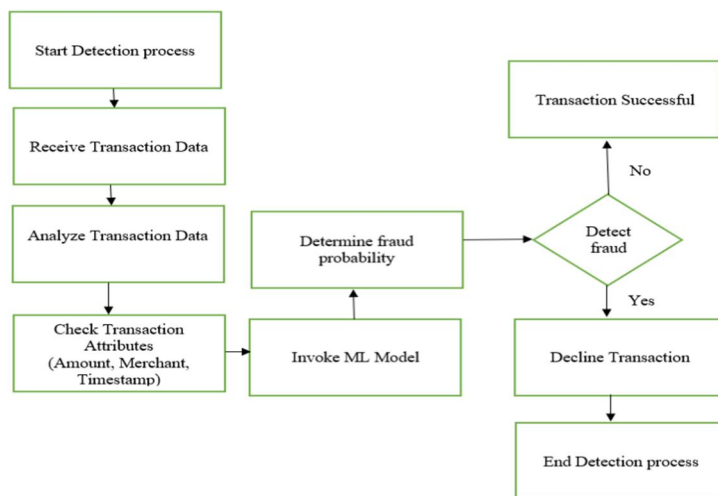 Start Detection process
Receive Transaction Data
Analyze Transaction Data
Check Transaction
Attributes
(Amount, Merchant,
Timestamp)
Invoke ML Model
Determine fraud
probability
Detect
fraud
No
Transaction Successful
Yes
Decline Transaction
End Detection process